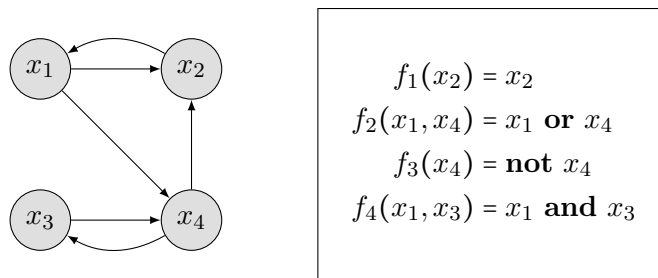 x₁ x₂
x₃ x₄
f₁(x₂) = x₂
f₂(x₁, x₄) = x₁ or x₄
f₃(x₄) = not x₄
f₄(x₁, x₃) = x₁ and x₃